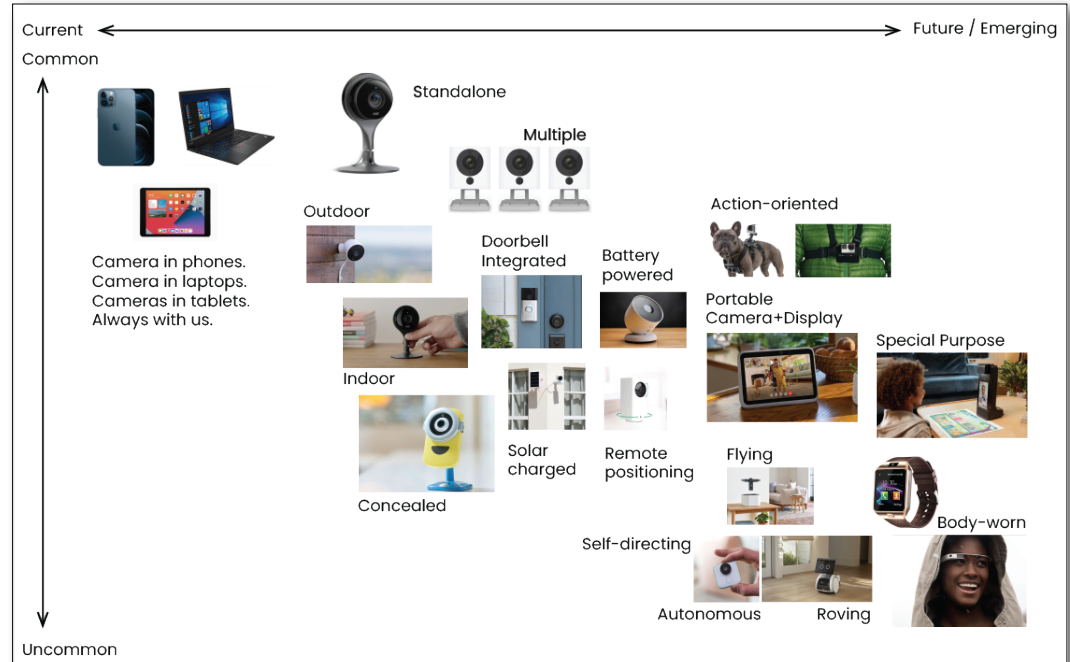 Current
Future / Emerging
Common
Standalone
Multiple
Outdoor
Action-oriented
Doorbell
Integrated
Battery
powered
Camera in phones.
Camera in laptops.
Cameras in tablets.
Always with us.
Portable
Camera+Display
Special Purpose
Indoor
Solar
charged
Remote
positioning
Flying
Concealed
Body-worn
Self-directing
Autonomous
Roving
Uncommon